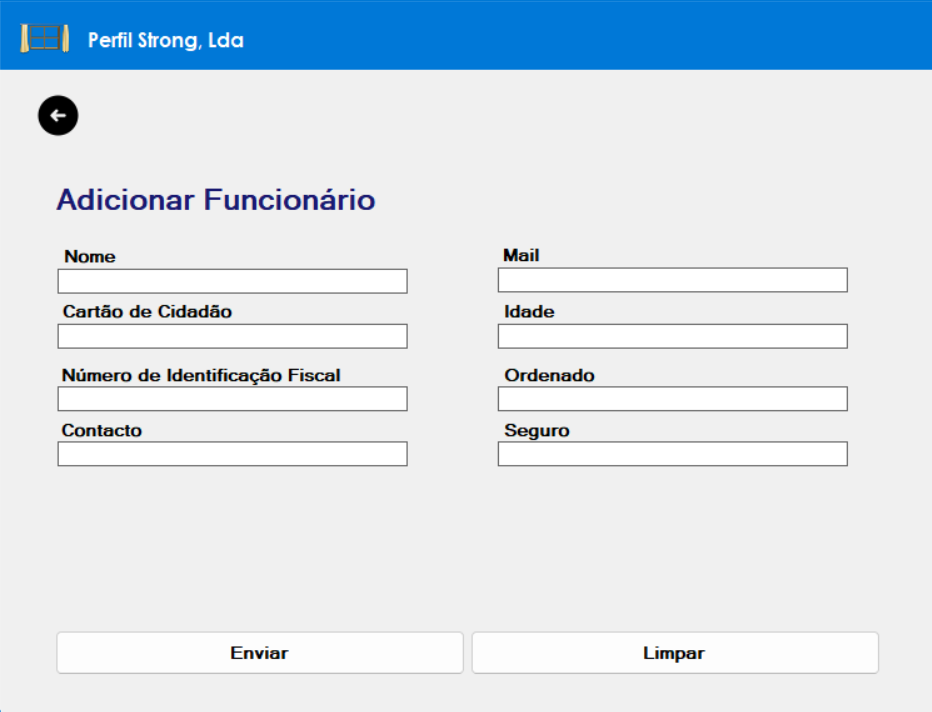 Perfil Strong, Lda
Adicionar Funcionário
Nome
Mail
Cartão de Cidadão
Idade
Número de Identificação Fiscal
Ordenado
Contacto
Seguro
Enviar
Limpar